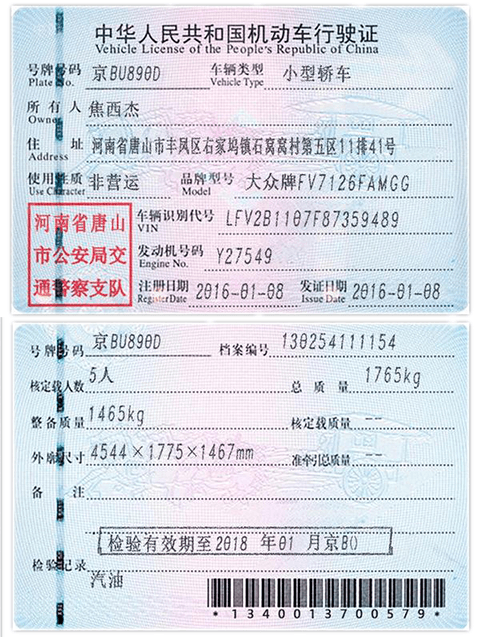 中华人民共和国机动车行驶证
Vehicle License of the People's Republic of China
号牌号码 京BU890D 车辆类型 小型轿车
Plate No. Vehicle Type
所有人 焦西杰
Owner
住址 河南省唐山市丰凤区石家坞镇石窝窝村第五区11排41号
Address
使用性质 非营运 品牌型号 大众牌FV7126FAMGG
Use Character Model
河南省唐山
市公安局交
通警察支队
车辆识别代号 LFV2B1107F87359489
VIN
发动机号码 Y27549
Engine No.
注册日期 2016-01-08 发证日期 2016-01-08
Register Date Issue Date
号牌号码 京BU890D 档案编号 130254111154
核定载人数 5人 总质量 1765kg
整备质量 1465kg 核定载质量 --
外廓尺寸 4544×1775×1467mm 准牵引总质量 --
备注
检验有效期至2018 年01 月京B0
检验记录
汽油
*1340013700579*